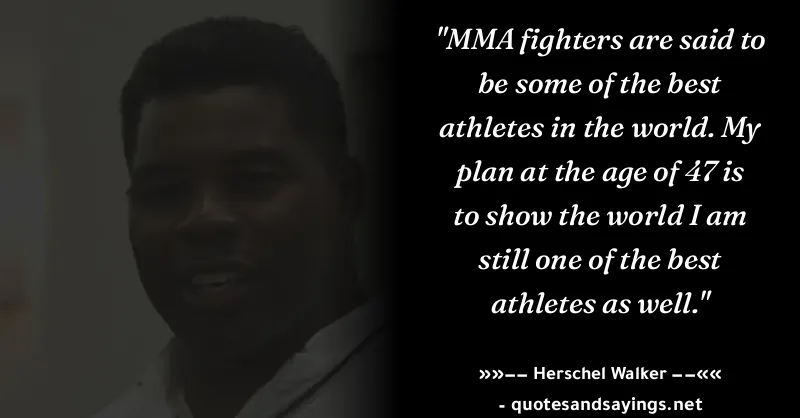 "MMA fighters are said to
be some of the best
athletes in the world. My
plan at the age of 47 is
to show the world I am
still one of the best
athletes as well."
»»−− Herschel Walker −−««
- quotesandsayings.net